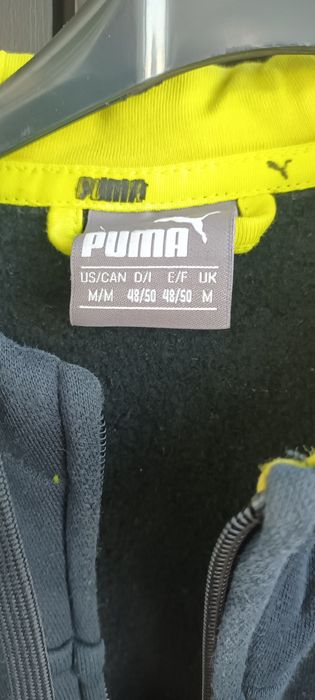 PUMA
PUMA
US/CAN D/I E/F UK
M/M 48/50 48/50 M